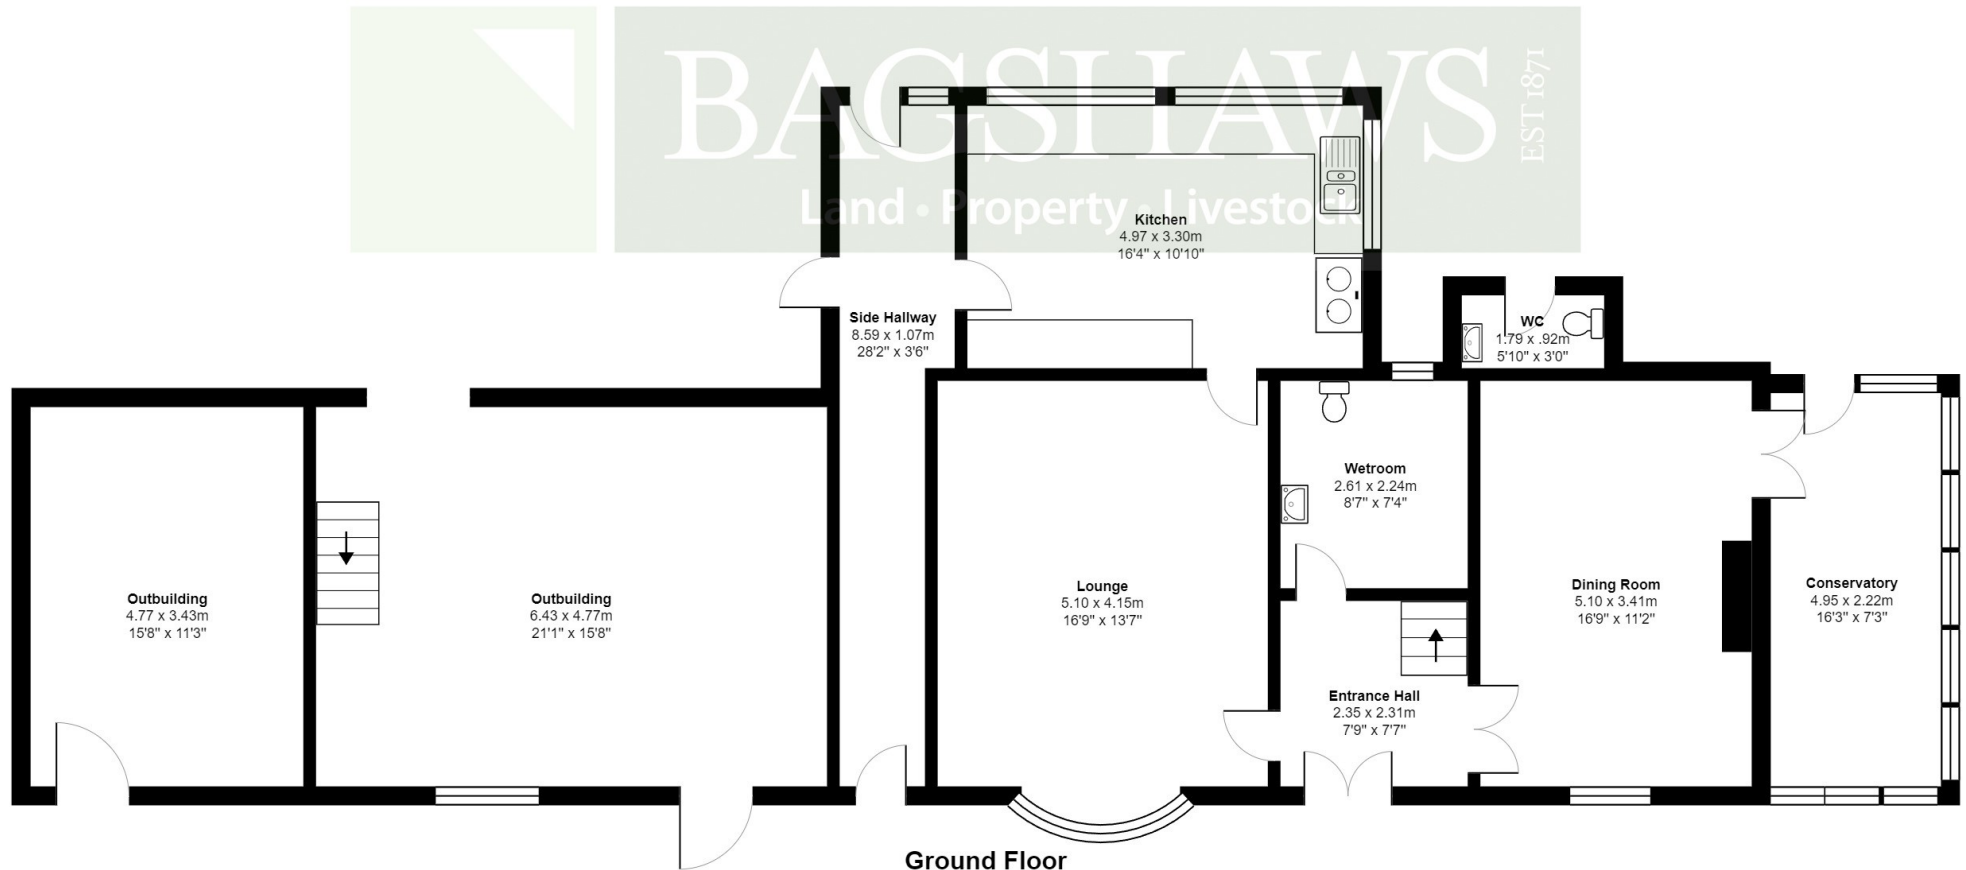 BAGSHAWS
EST 1871
Land • Property • Livestock
Kitchen
4.97 x 3.30m
16'4" x 10'10"
Side Hallway
8.59 x 1.07m
28'2" x 3'6"
WC
1.79 x .92m
5'10" x 3'0"
Wetroom
2.61 x 2.24m
8'7" x 7'4"
Outbuilding
4.77 x 3.43m
15'8" x 11'3"
Outbuilding
6.43 x 4.77m
21'1" x 15'8"
Lounge
5.10 x 4.15m
16'9" x 13'7"
Dining Room
5.10 x 3.41m
16'9" x 11'2"
Conservatory
4.95 x 2.22m
16'3" x 7'3"
Entrance Hall
2.35 x 2.31m
7'9" x 7'7"
Ground Floor